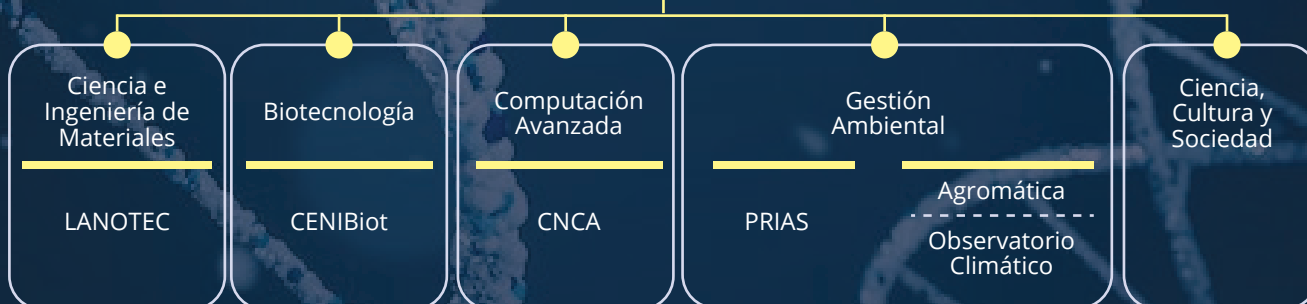 Ciencia e
Ingeniería de
Materiales
LANOTEC
Biotecnología
CENIBiot
Computación
Avanzada
CNCA
Gestión
Ambiental
PRIAS
Agromática
Observatorio
Climático
Ciencia,
Cultura y
Sociedad